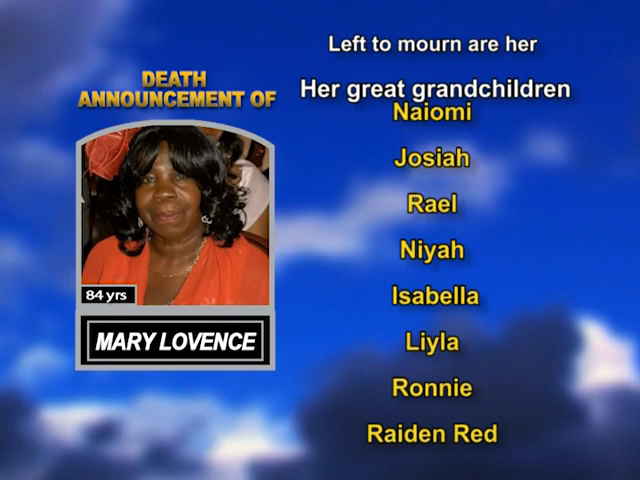 DEATH
ANNOUNCEMENT OF
84 yrs
MARY LOVENCE
Left to mourn are her
Her great grandchildren
Naiomi
Josiah
Rael
Niyah
Isabella
Liyla
Ronnie
Raiden Red